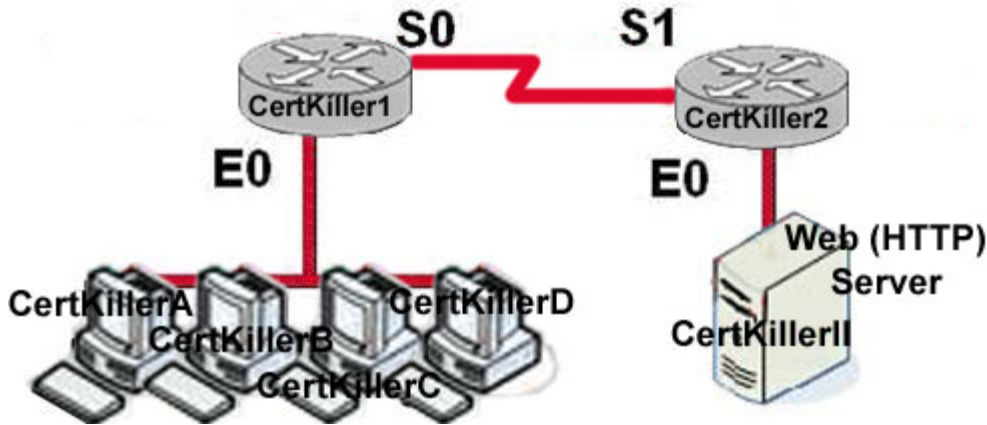 S0
S1
CertKiller1
CertKiller2
E0
E0
Web (HTTP)
Server
CertKillerA
CertKillerD
CertKillerB
CertKillerII
CertKillerC